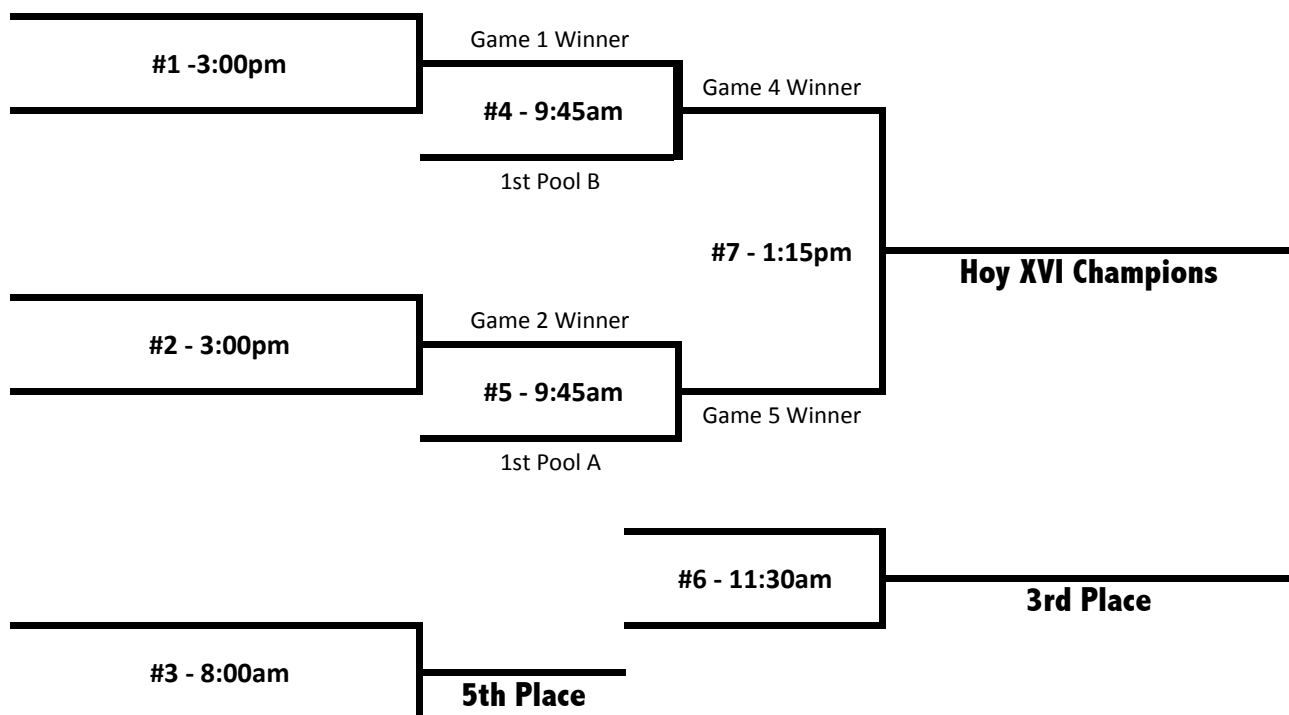 Game 1 Winner
#1 -3:00pm
Game 4 Winner
#4 - 9:45am
1st Pool B
#7 - 1:15pm
Hoy XVI Champions
Game 2 Winner
#2 - 3:00pm
#5 - 9:45am
Game 5 Winner
1st Pool A
#6 - 11:30am
3rd Place
#3 - 8:00am
5th Place